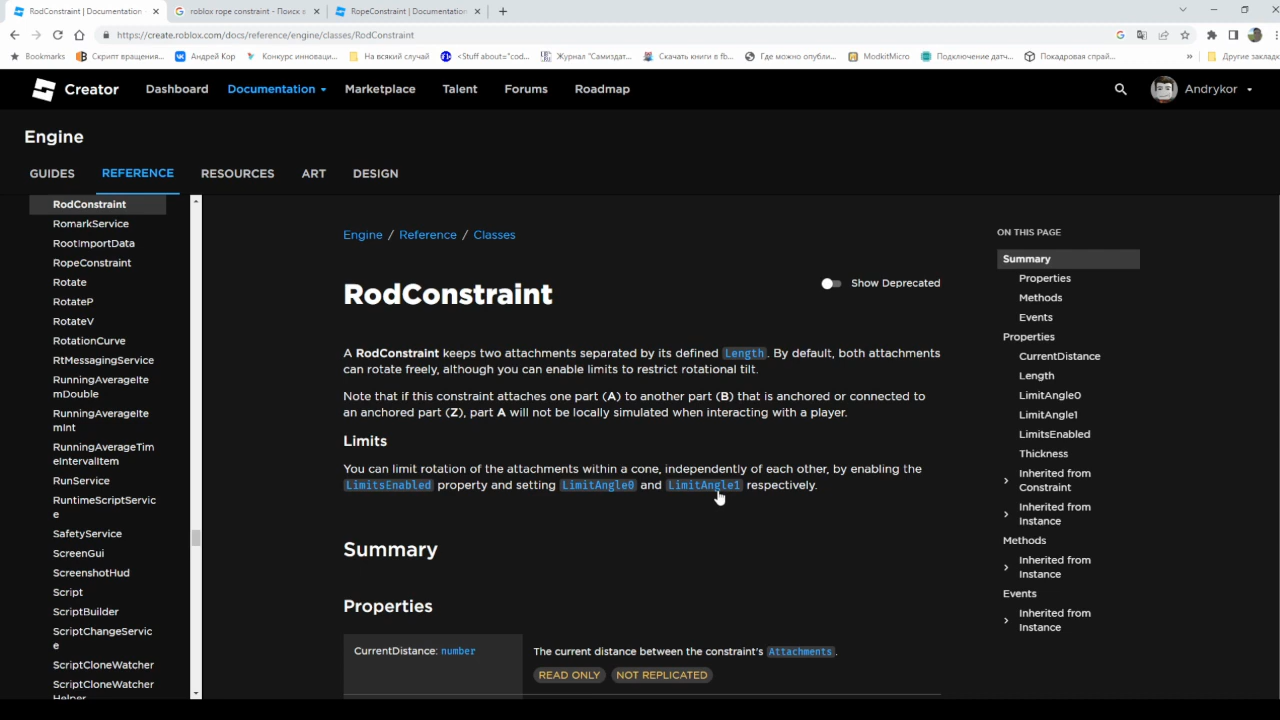 RodConstraint | Documentation
roblox rope constraint - Поиск в
RopeConstraint | Documentation
https://create.roblox.com/docs/reference/engine/classes/RodConstraint
Bookmarks
Скрипт вращения...
Андрей Кор
Конкурс инноваци...
На всякий случай
<Stuff about="cod...
Журнал "Самиздат...
Скачать книги в fb...
Где можно опубли...
ModkitMicro
Подключение датч...
Покадровая спрай...
»
Другие закладк
Creator
Dashboard
Documentation
Marketplace
Talent
Forums
Roadmap
Andrykor
Engine
GUIDES
REFERENCE
RESOURCES
ART
DESIGN
RodConstraint
RomarkService
RootImportData
RopeConstraint
Rotate
RotateP
RotateV
RotationCurve
RtMessagingService
RunningAverageIte
mDouble
RunningAverageIte
mInt
RunningAverageTim
eIntervalItem
RunService
RuntimeScriptServic
e
SafetyService
ScreenGui
ScreenshotHud
Script
ScriptBuilder
ScriptChangeServic
e
ScriptCloneWatcher
ScriptCloneWatcher
Helper
Engine / Reference / Classes
RodConstraint
Show Deprecated
A RodConstraint keeps two attachments separated by its defined Length. By default, both attachments
can rotate freely, although you can enable limits to restrict rotational tilt.
Note that if this constraint attaches one part (A) to another part (B) that is anchored or connected to
an anchored part (Z), part A will not be locally simulated when interacting with a player.
Limits
You can limit rotation of the attachments within a cone, independently of each other, by enabling the
LimitsEnabled property and setting LimitAngle0 and LimitAngle1 respectively.
Summary
Properties
CurrentDistance: number
The current distance between the constraint's Attachments.
READ ONLY
NOT REPLICATED
ON THIS PAGE
Summary
Properties
Methods
Events
Properties
CurrentDistance
Length
LimitAngle0
LimitAngle1
LimitsEnabled
Thickness
Inherited from
Constraint
Inherited from
Instance
Methods
Inherited from
Instance
Events
Inherited from
Instance